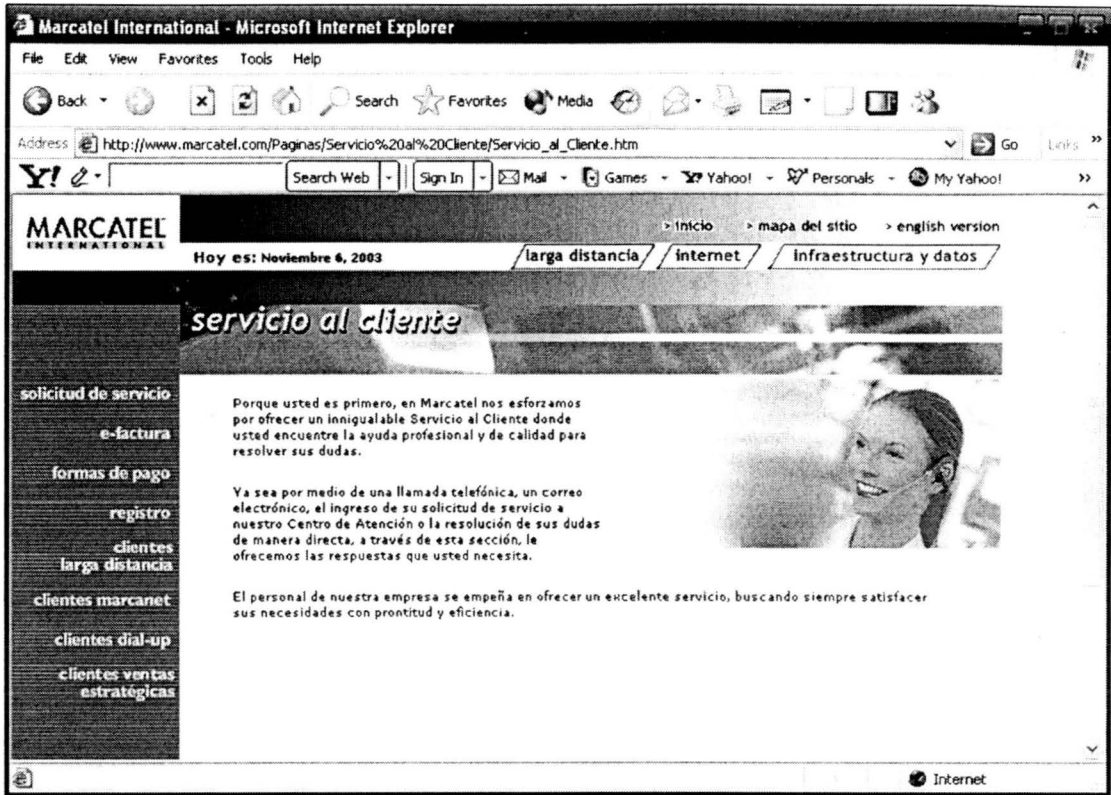 Marcatel International - Microsoft Internet Explorer
File Edit View Favorites Tools Help
Back Search Favorites Media
Address http://www.marcatel.com/Paginas/Servicio%20al%20Cliente/Servicio_al_Cliente.htm Go Links »
Y! Search Web Sign In Mail Games Yahoo! Personals My Yahoo! »
MARCATEL
INTERNATIONAL
> inicio > mapa del sitio > english version
Hoy es: Noviembre 6, 2003
larga distancia internet infraestructura y datos
servicio al cliente
solicitud de servicio
e-factura
formas de pago
registro
clientes
larga distancia
clientes marcanet
clientes dial-up
clientes ventas
estratégicas
Porque usted es primero, en Marcatel nos esforzamos
por ofrecer un innigualable Servicio al Cliente donde
usted encuentre la ayuda profesional y de calidad para
resolver sus dudas.
Ya sea por medio de una llamada telefónica, un correo
electrónico, el ingreso de su solicitud de servicio a
nuestro Centro de Atención o la resolución de sus dudas
de manera directa, a través de esta sección, le
ofrecemos las respuestas que usted necesita.
El personal de nuestra empresa se empeña en ofrecer un excelente servicio, buscando siempre satisfacer
sus necesidades con prontitud y eficiencia.
Internet